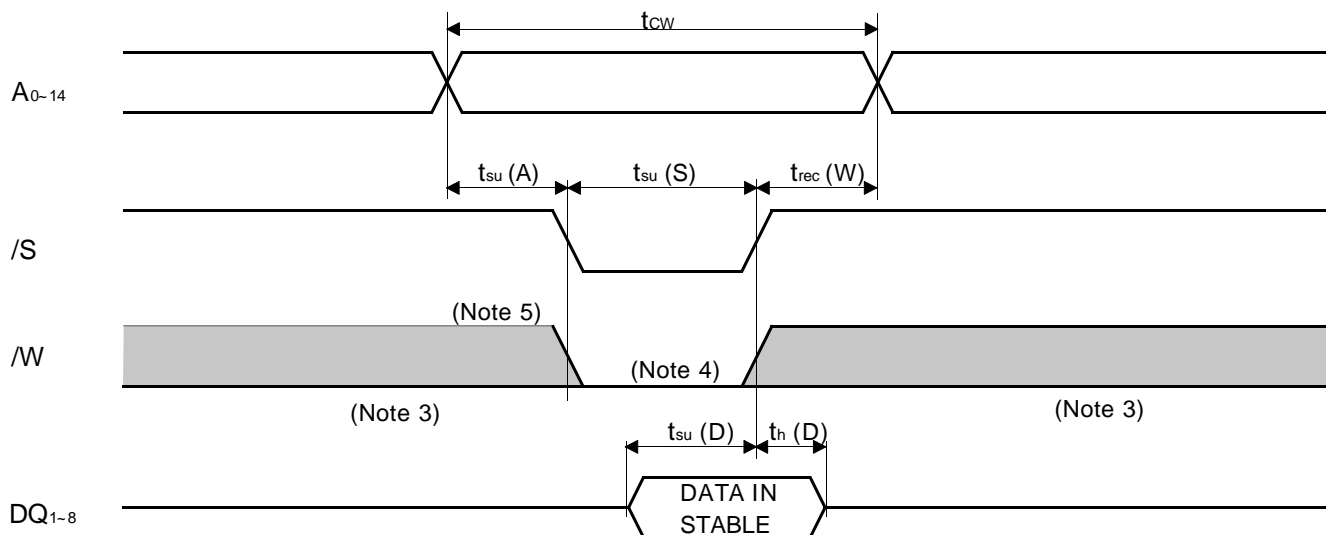 tCW
A0~14
tsu (A) tsu (S) trec (W)
/S
(Note 5)
/W
(Note 4)
(Note 3) (Note 3)
tsu (D) th (D)
DATA IN
DQ1~8
STABLE